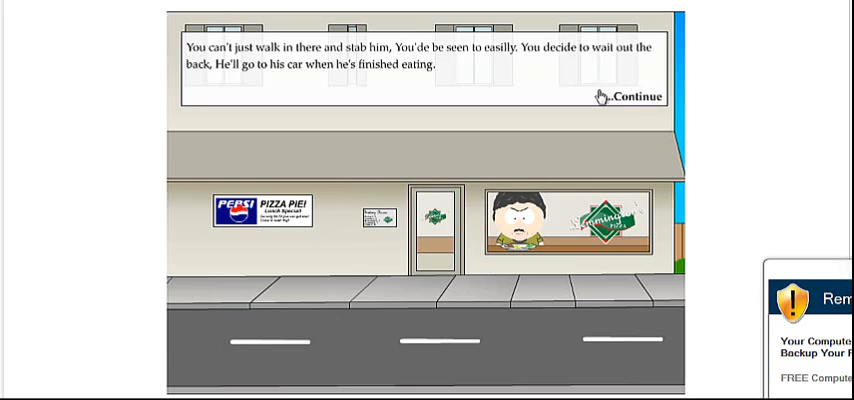 You can't just walk in there and stab him, You'de be seen to easilly. You decide to wait out the
back, He'll go to his car when he's finished eating.
...Continue
PEPSI
PIZZA PIE!
Lunch Special!
PIZZA
Rem
Your Compute
Backup Your F
FREE Compute